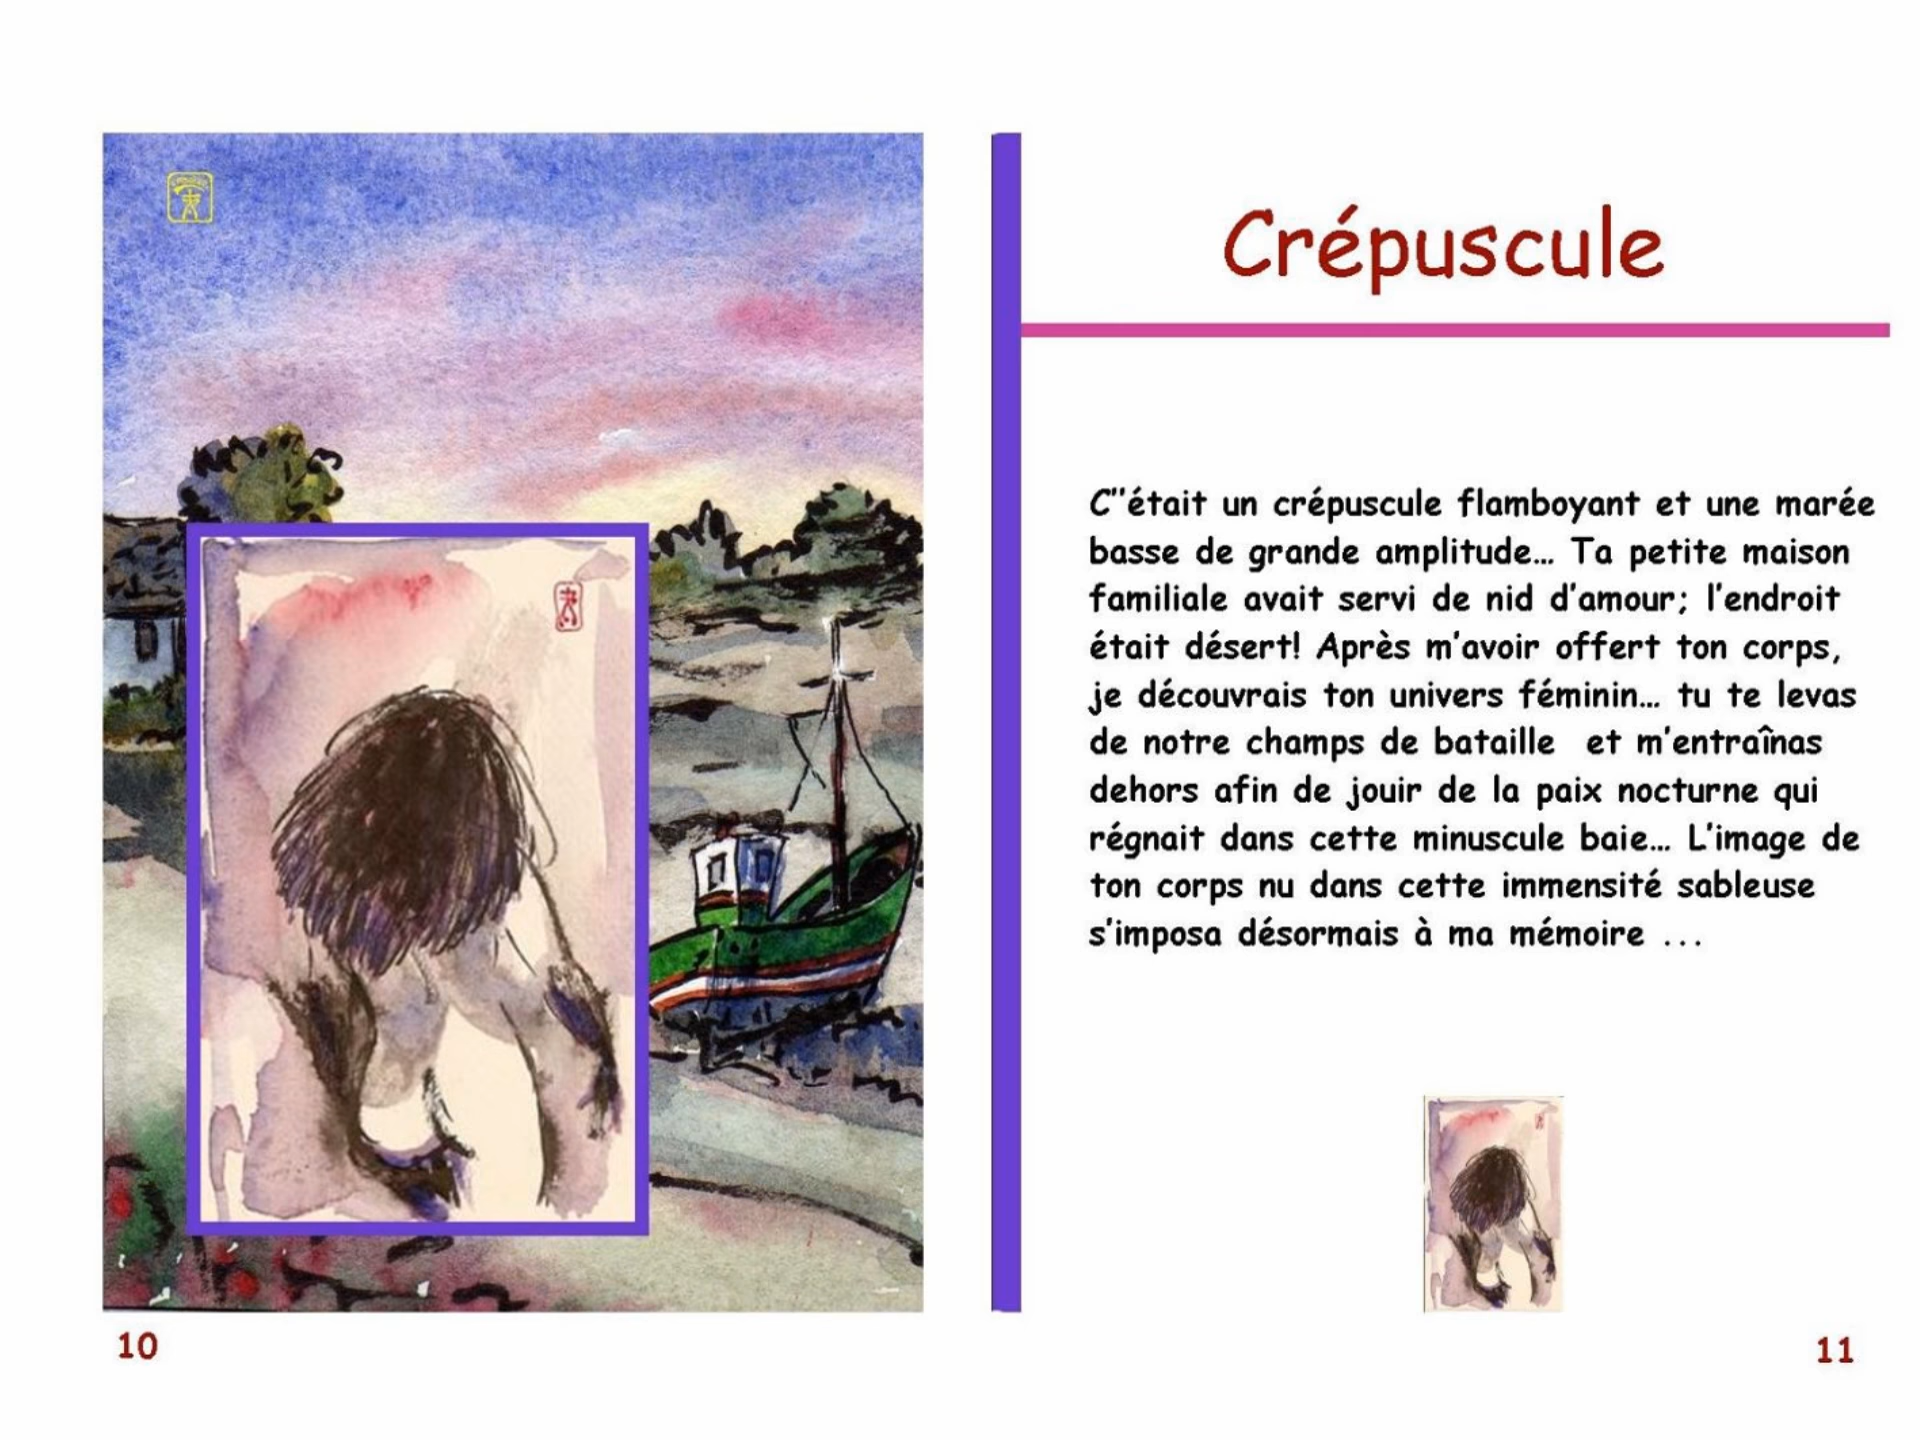 Crépuscule
C''était un crépuscule flamboyant et une marée
basse de grande amplitude... Ta petite maison
familiale avait servi de nid d'amour; l'endroit
était désert! Après m'avoir offert ton corps,
je découvrais ton univers féminin... tu te levas
de notre champs de bataille  et m'entraînas
dehors afin de jouir de la paix nocturne qui
régnait dans cette minuscule baie... L'image de
ton corps nu dans cette immensité sableuse
s'imposa désormais à ma mémoire ...
10
11